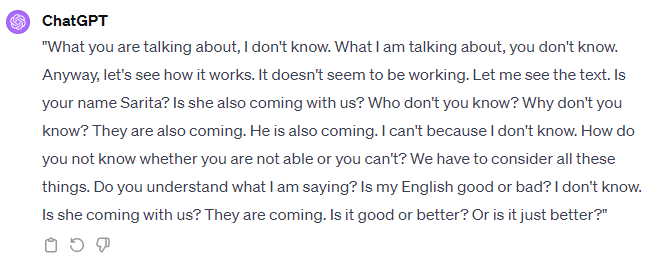 ChatGPT
"What you are talking about, I don't know. What I am talking about, you don't know.
Anyway, let's see how it works. It doesn't seem to be working. Let me see the text. Is
your name Sarita? Is she also coming with us? Who don't you know? Why don't you
know? They are also coming. He is also coming. I can't because I don't know. How do
you not know whether you are not able or you can't? We have to consider all these
things. Do you understand what I am saying? Is my English good or bad? I don't know.
Is she coming with us? They are coming. Is it good or better? Or is it just better?"